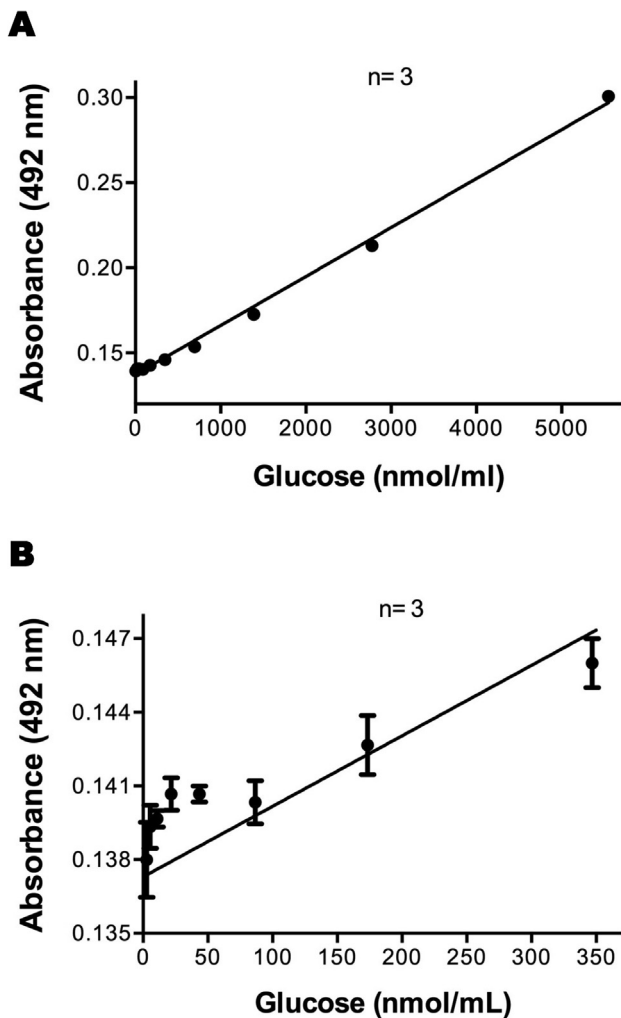 A
n= 3
0.30
0.25
0.20
0.15
Absorbance (492 nm)
0 1000 2000 3000 4000 5000
Glucose (nmol/ml)
B
n= 3
0.147
0.144
0.141
0.138
0.135
Absorbance (492 nm)
0 50 100 150 200 250 300 350
Glucose (nmol/mL)